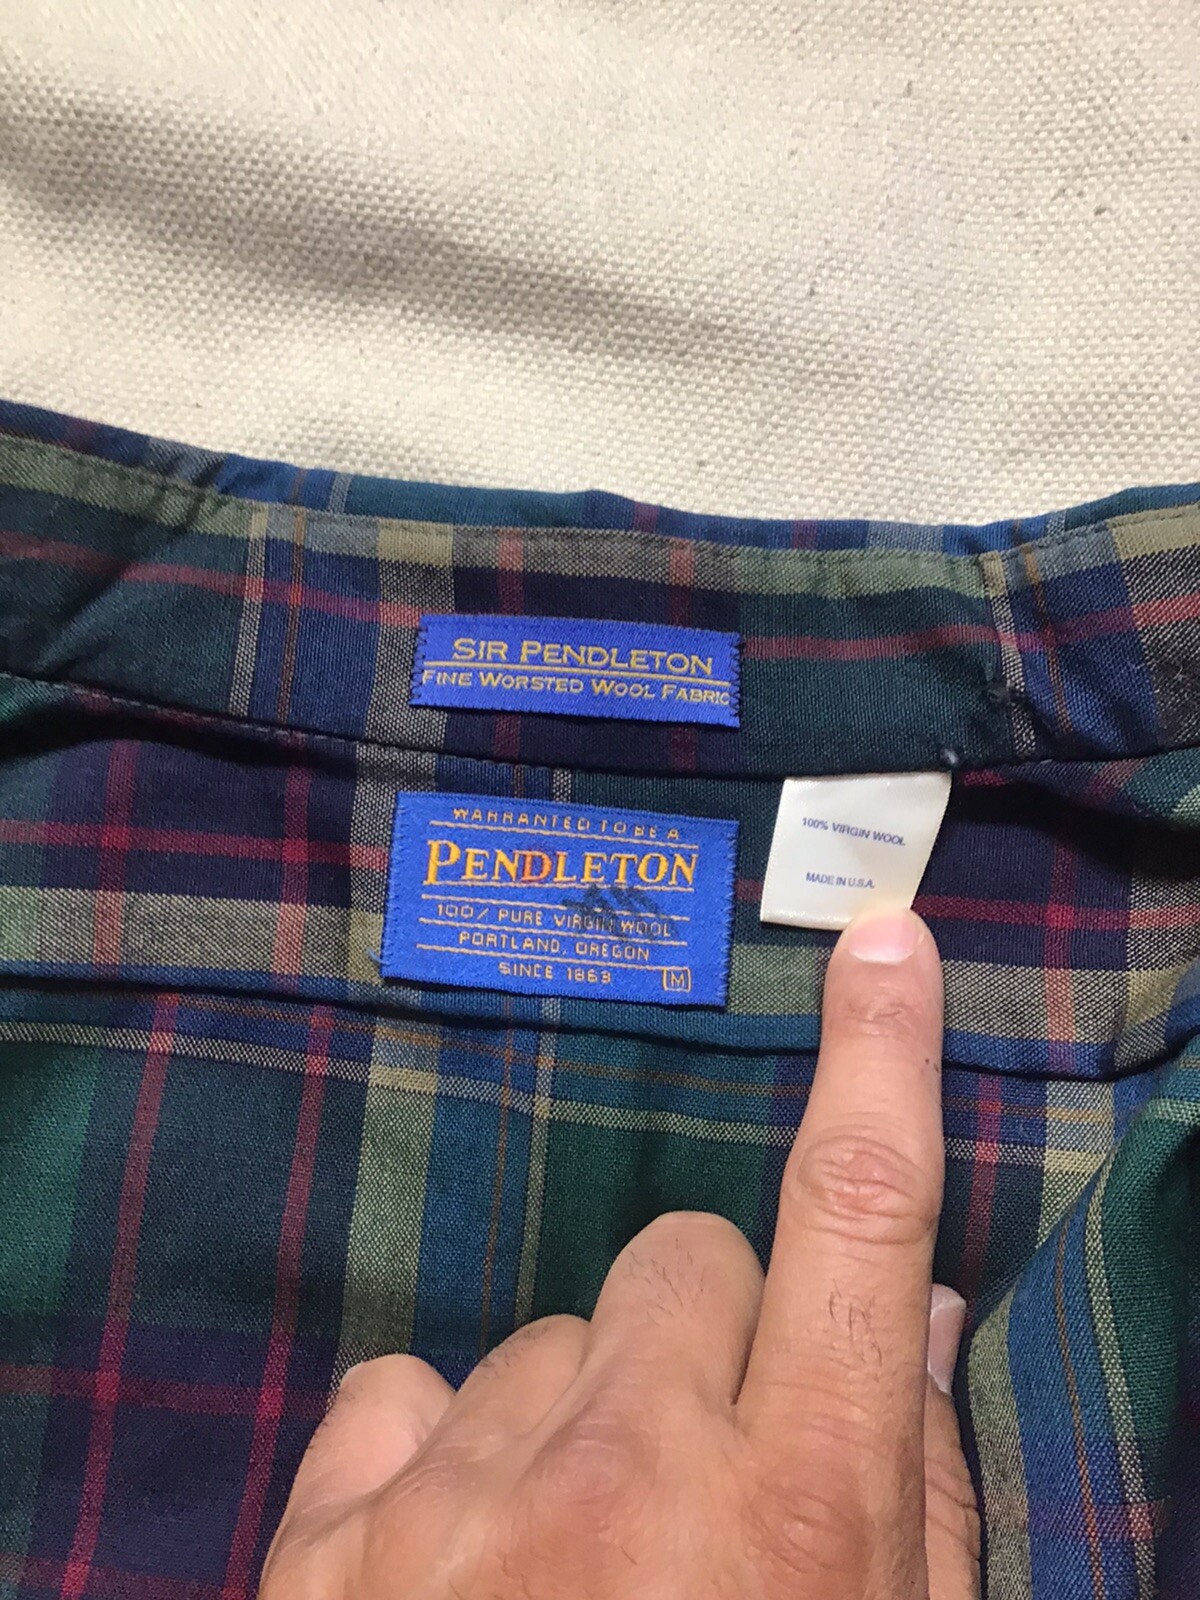 SIR PENDLETON
FINE WORSTED WOOL FABRIC
WARRANTED TO BE A
PENDLETON
100% PURE VIRGIN WOOL
PORTLAND, OREGON
SINCE 1863
M
100% VIRGIN WOOL
MADE IN U.S.A.